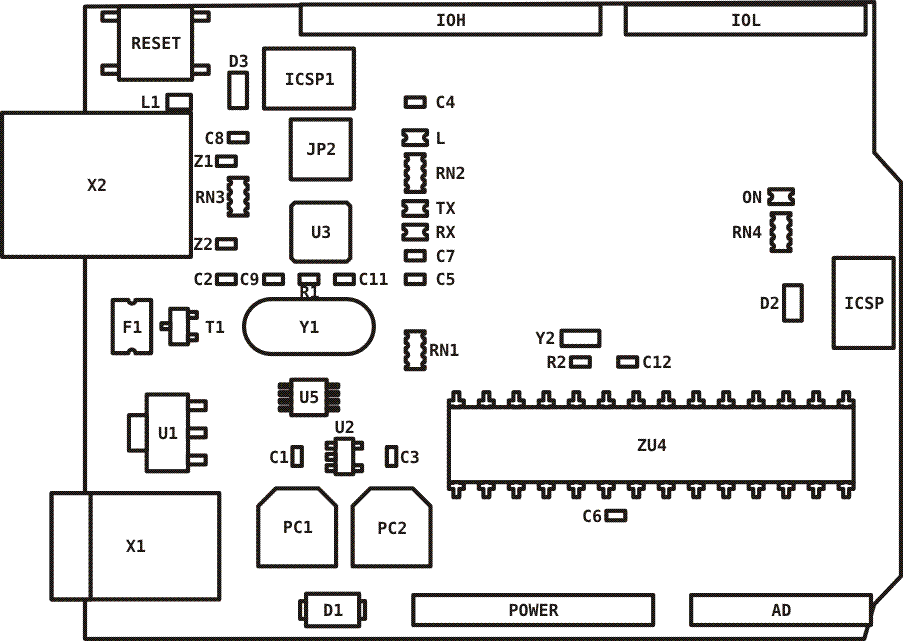 IOH
IOL
RESET
D3
ICSP1
L1
C4
C8
L
JP2
Z1
RN2
X2
RN3
ON
TX
U3
RX
RN4
Z2
C7
C2
C9
R1
C11
C5
D2
ICSP
F1
T1
Y1
Y2
RN1
R2
C12
U5
U2
U1
ZU4
C1
C3
C6
PC1
PC2
X1
D1
POWER
AD